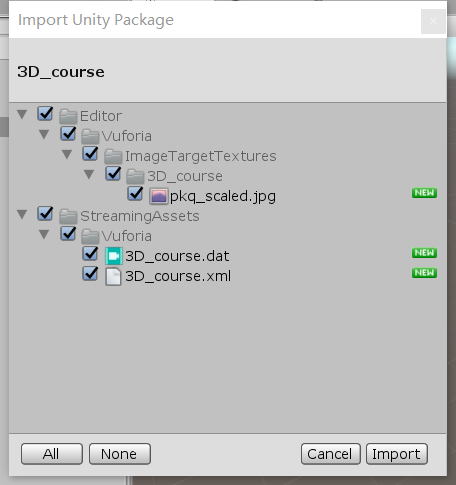 Import Unity Package
3D_course
Editor
Vuforia
ImageTargetTextures
3D_course
pkq_scaled.jpg NEW
StreamingAssets
Vuforia
3D_course.dat NEW
3D_course.xml NEW
All None Cancel Import